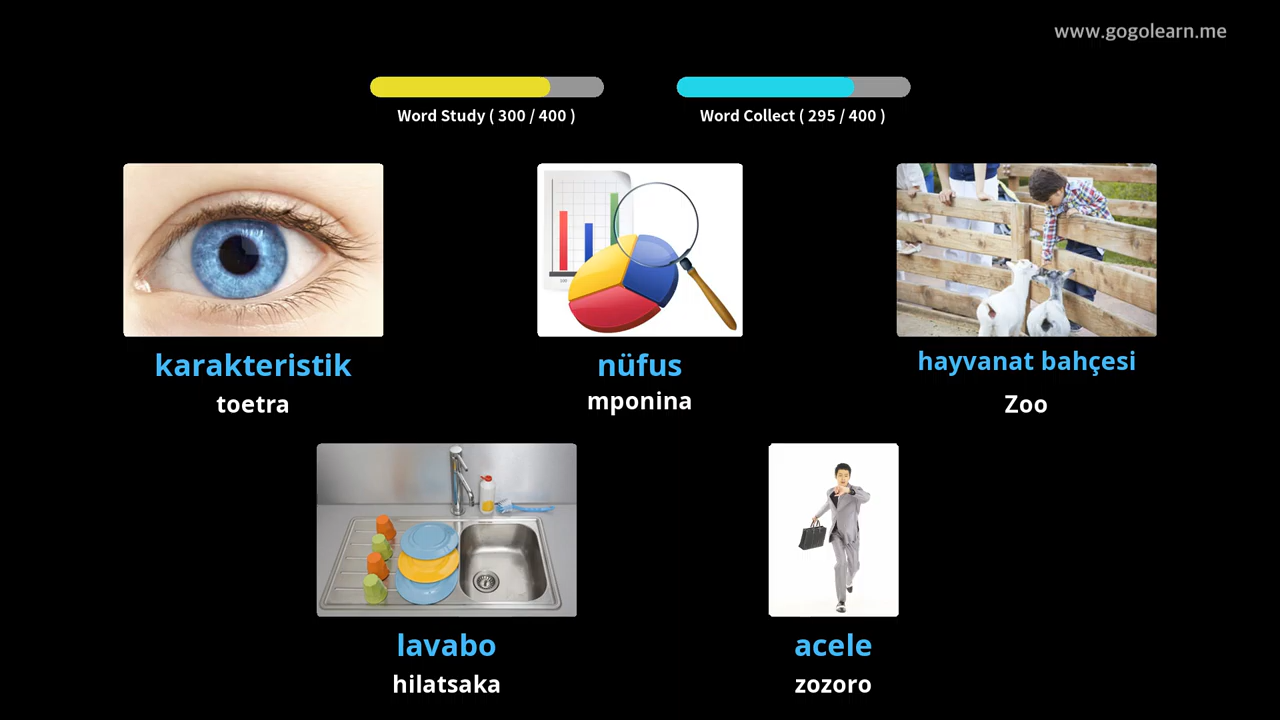 www.gogolearn.me
Word Study ( 300 / 400 )
Word Collect ( 295 / 400 )
karakteristik
toetra
nüfus
mponina
hayvanat bahçesi
Zoo
lavabo
hilatsaka
acele
zozoro